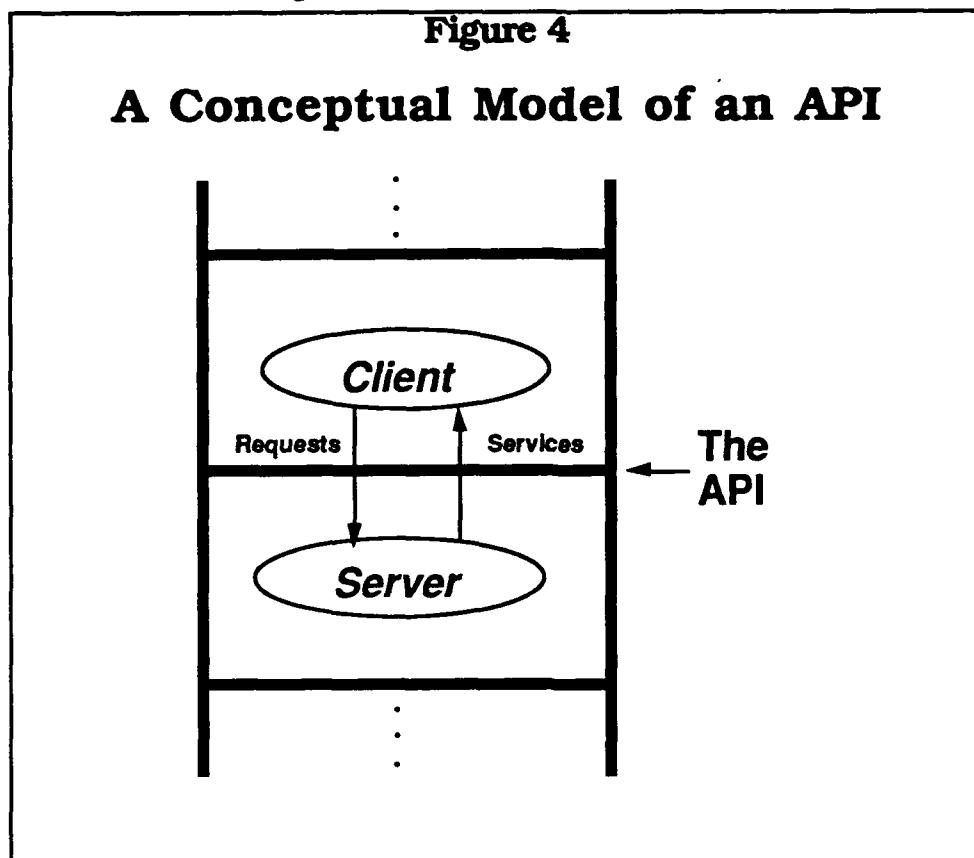 Figure 4
A Conceptual Model of an API
Client
Requests
Services
The
API
Server